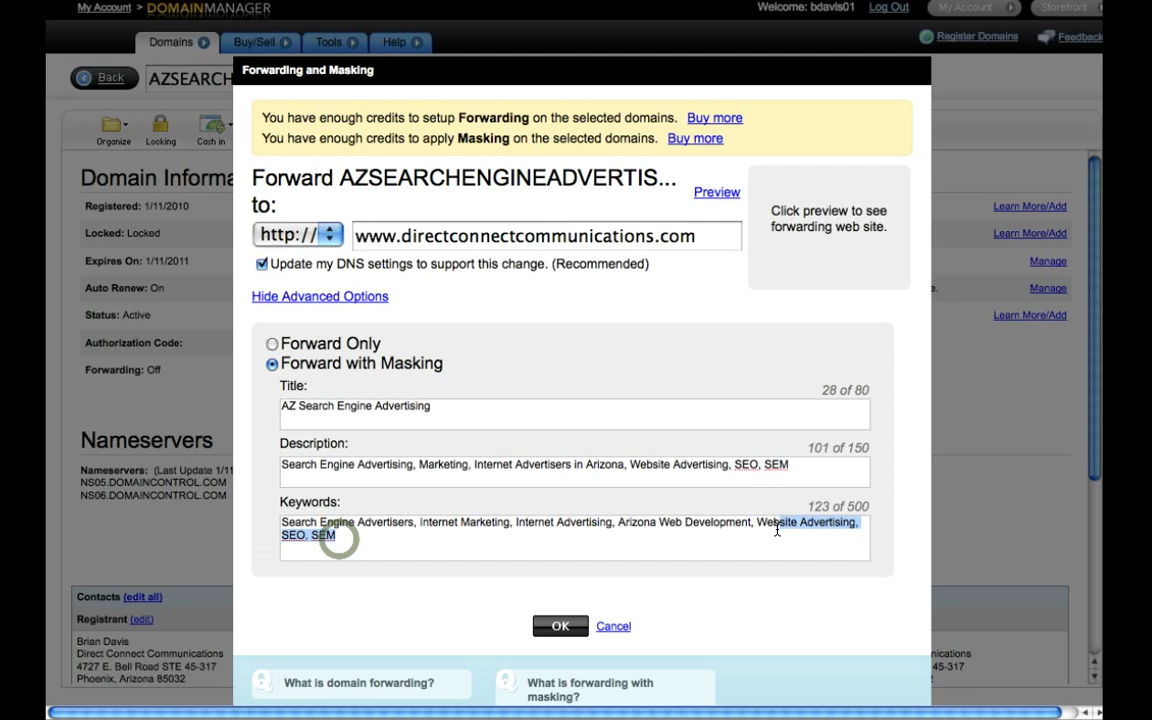 My Account > DOMAINMANAGER
Welcome: bdavis01 Log Out My Account Storefront
Domains Buy/Sell Tools Help
Register Domains Feedback
Back AZSEARCH
Forwarding and Masking
You have enough credits to setup Forwarding on the selected domains. Buy more
You have enough credits to apply Masking on the selected domains. Buy more
Organize Locking Cash in
Forward AZSEARCHENGINEADVERTIS...
to:
Preview
Click preview to see
forwarding web site.
http:// www.directconnectcommunications.com
Update my DNS settings to support this change. (Recommended)
Hide Advanced Options
Forward Only
Forward with Masking
Title:
28 of 80
AZ Search Engine Advertising
Description:
101 of 150
Search Engine Advertising, Marketing, Internet Advertisers in Arizona, Website Advertising, SEO, SEM
Keywords:
123 of 500
Search Engine Advertisers, Internet Marketing, Internet Advertising, Arizona Web Development, Website Advertising,
SEO, SEM
OK Cancel
What is domain forwarding?
What is forwarding with
masking?
Domain Informa
Registered: 1/11/2010
Locked: Locked
Expires On: 1/11/2011
Auto Renew: On
Status: Active
Authorization Code:
Forwarding: Off
Learn More/Add
Learn More/Add
Manage
Manage
Learn More/Add
Nameservers
Nameservers: (Last Update 1/11
NS05.DOMAINCONTROL.COM
NS06.DOMAINCONTROL.COM
Contacts (edit all)
Registrant (edit)
Brian Davis
Direct Connect Communications
4727 E. Bell Road STE 45-317
Phoenix, Arizona 85032
nications
45-317